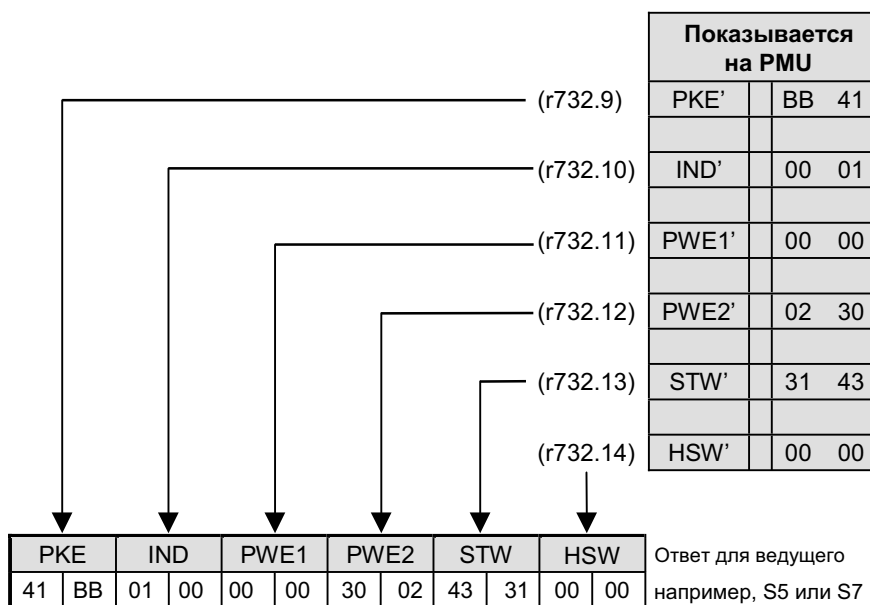 Показывается
на PMU
(r732.9) PKE’ BB 41
(r732.10) IND’ 00 01
(r732.11) PWE1’ 00 00
(r732.12) PWE2’ 02 30
(r732.13) STW’ 31 43
(r732.14) HSW’ 00 00
PKE IND PWE1 PWE2 STW HSW Ответ для ведущего
41 BB 01 00 00 00 30 02 43 31 00 00 например, S5 или S7